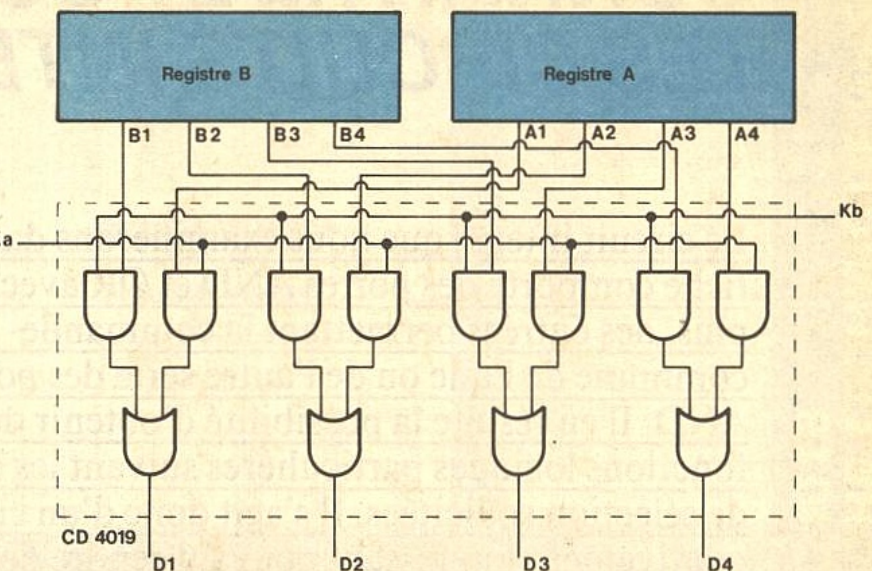 Registre B
Registre A
B1 B2 B3 B4 A1 A2 A3 A4
Kb
a
CD 4019
D1 D2 D3 D4